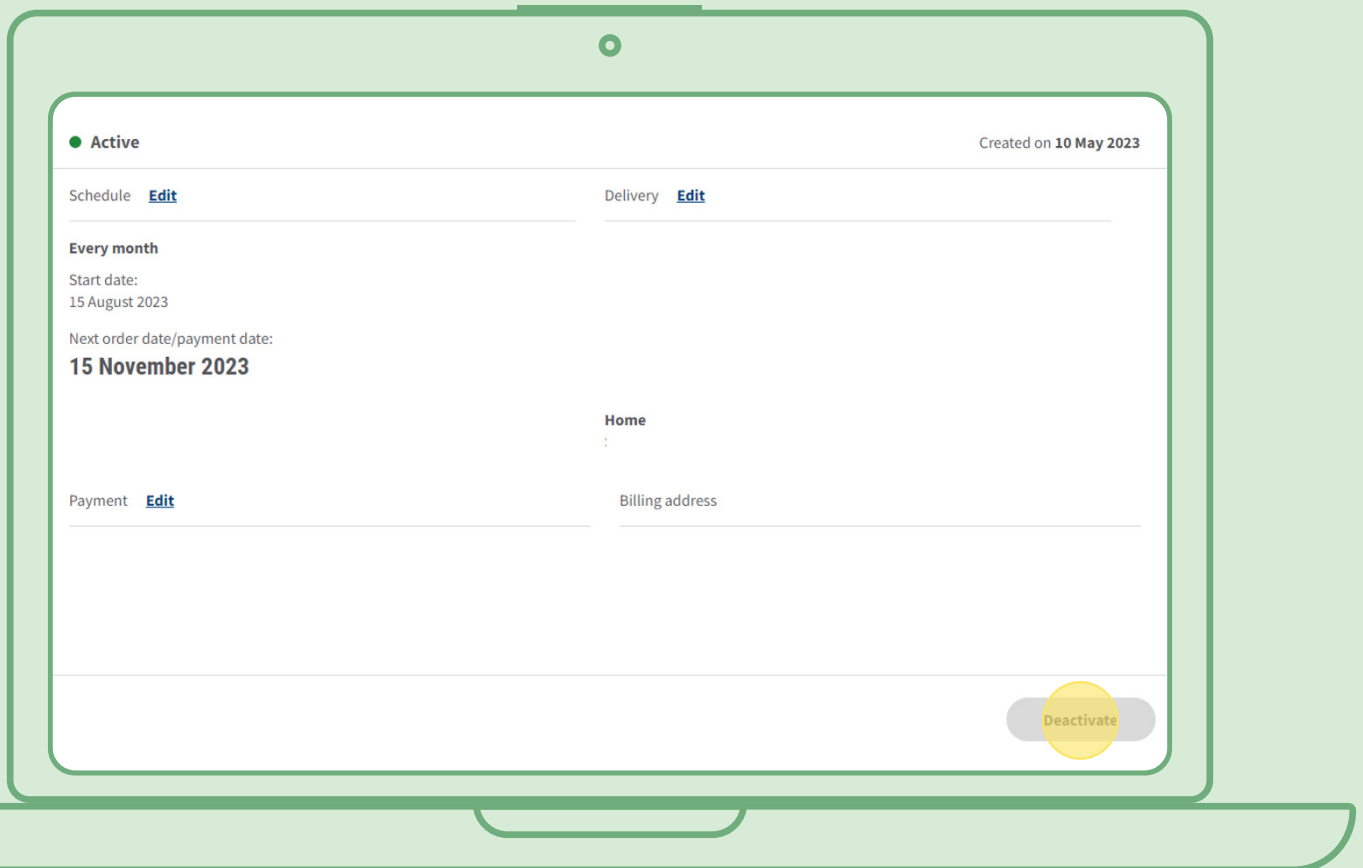 Active
Created on 10 May 2023
Schedule Edit
Delivery Edit
Every month
Start date:
15 August 2023
Next order date/payment date:
15 November 2023
Home
Payment Edit
Billing address
Deactivate